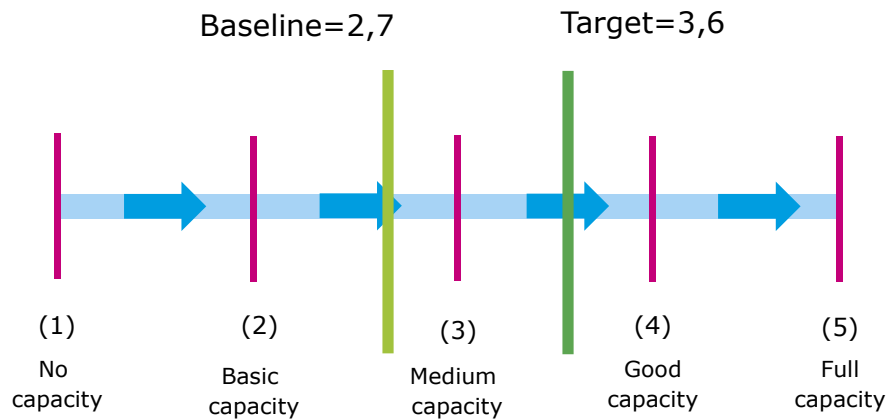 Baseline=2,7
Target=3,6
(1)
(2)
(3)
(4)
(5)
No
capacity
Basic
capacity
Medium
capacity
Good
capacity
Full
capacity